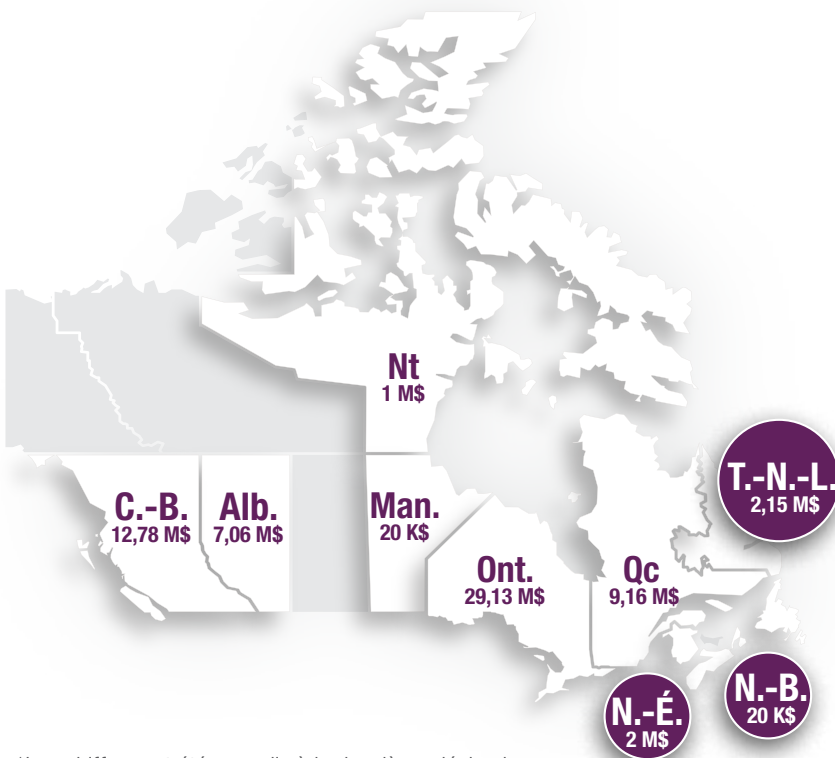 Nt
1 M$
T.-N.-L.
2,15 M$
C.-B.
12,78 M$
Alb.
7,06 M$
Man.
20 K$
Ont.
29,13 M$
Qc
9,16 M$
N.-É.
2 M$
N.-B.
20 K$